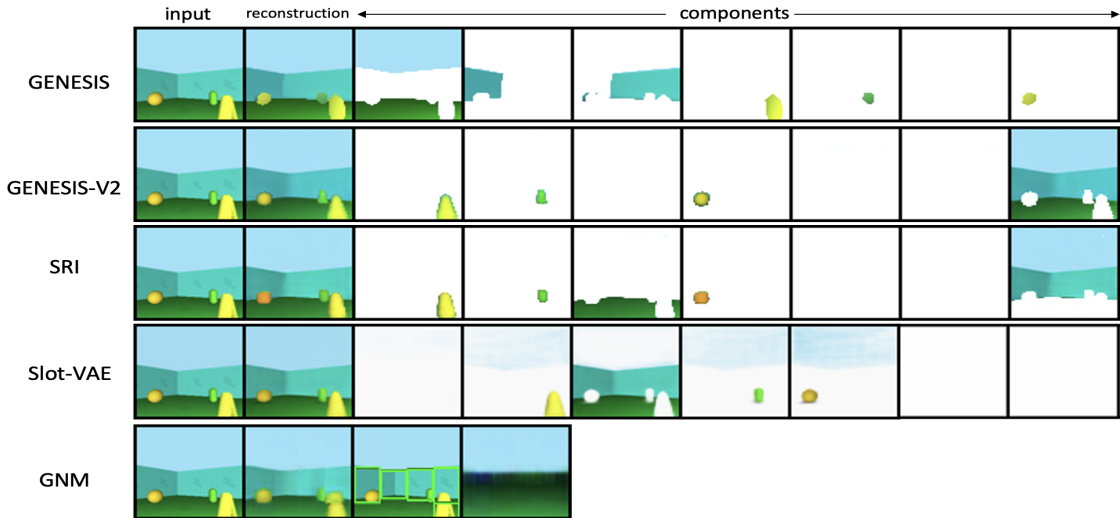 input reconstruction components
GENESIS
GENESIS-V2
SRI
Slot-VAE
GNM